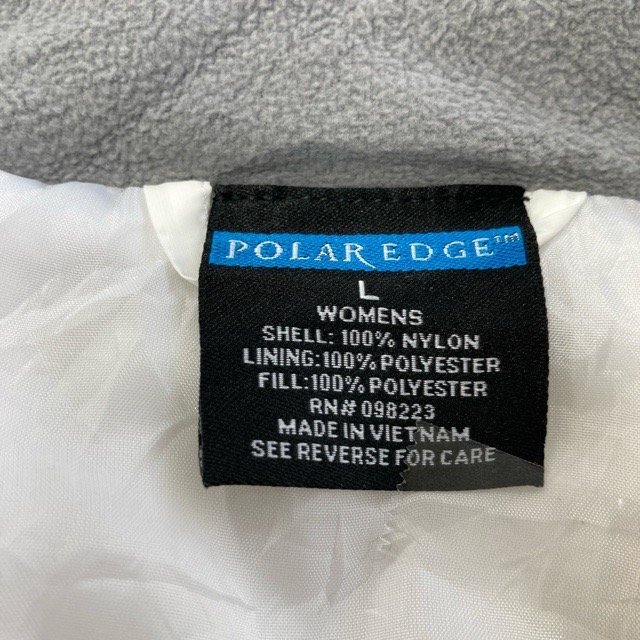 POLAR EDGE™
L
WOMENS
SHELL: 100% NYLON
LINING:100% POLYESTER
FILL:100% POLYESTER
RN# 098223
MADE IN VIETNAM
SEE REVERSE FOR CARE